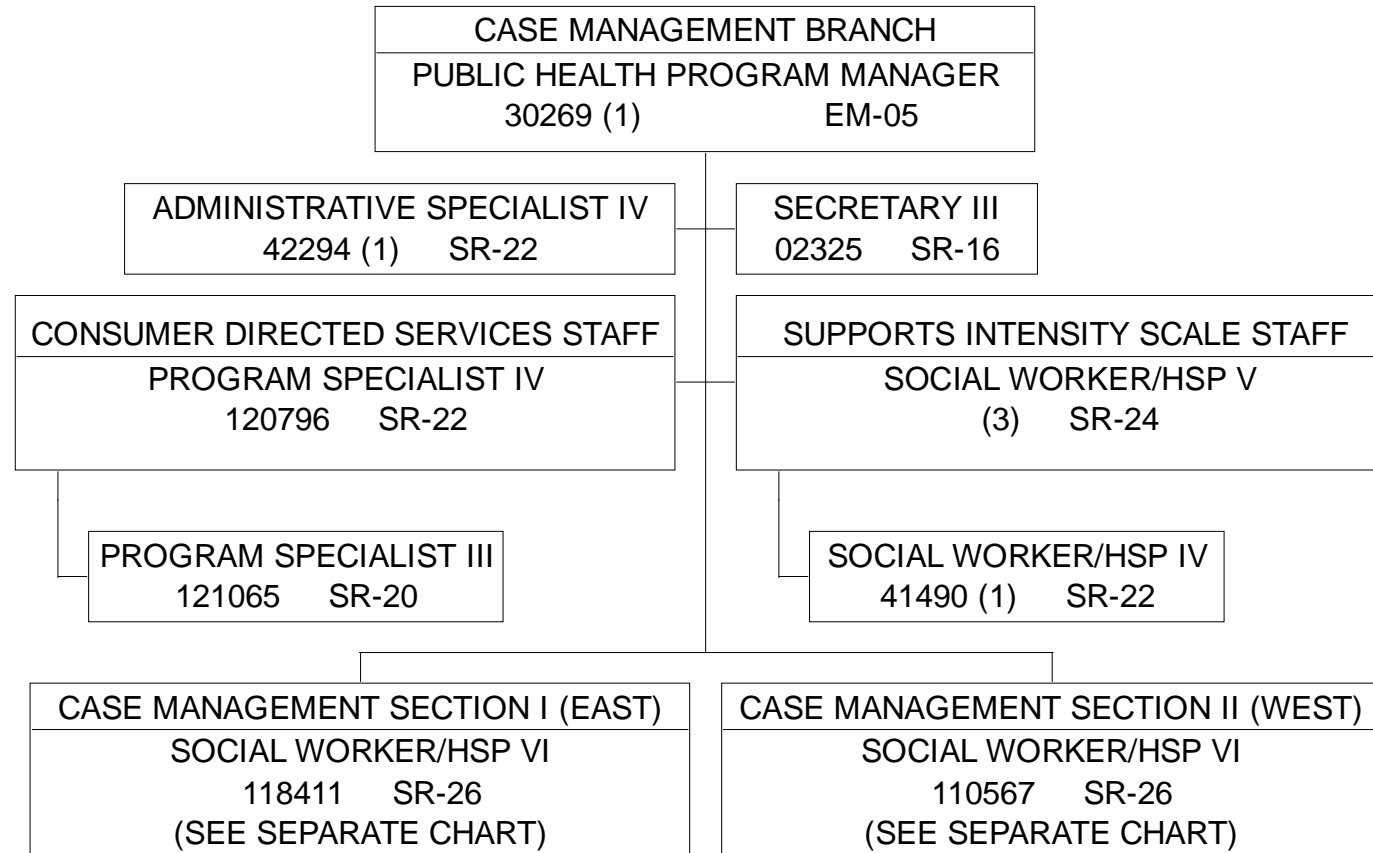 CASE MANAGEMENT BRANCH
PUBLIC HEALTH PROGRAM MANAGER
30269 (1) EM-05
ADMINISTRATIVE SPECIALIST IV
42294 (1) SR-22
SECRETARY III
02325 SR-16
CONSUMER DIRECTED SERVICES STAFF
PROGRAM SPECIALIST IV
120796 SR-22
SUPPORTS INTENSITY SCALE STAFF
SOCIAL WORKER/HSP V
(3) SR-24
PROGRAM SPECIALIST III
121065 SR-20
SOCIAL WORKER/HSP IV
41490 (1) SR-22
CASE MANAGEMENT SECTION I (EAST)
SOCIAL WORKER/HSP VI
118411 SR-26
(SEE SEPARATE CHART)
CASE MANAGEMENT SECTION II (WEST)
SOCIAL WORKER/HSP VI
110567 SR-26
(SEE SEPARATE CHART)